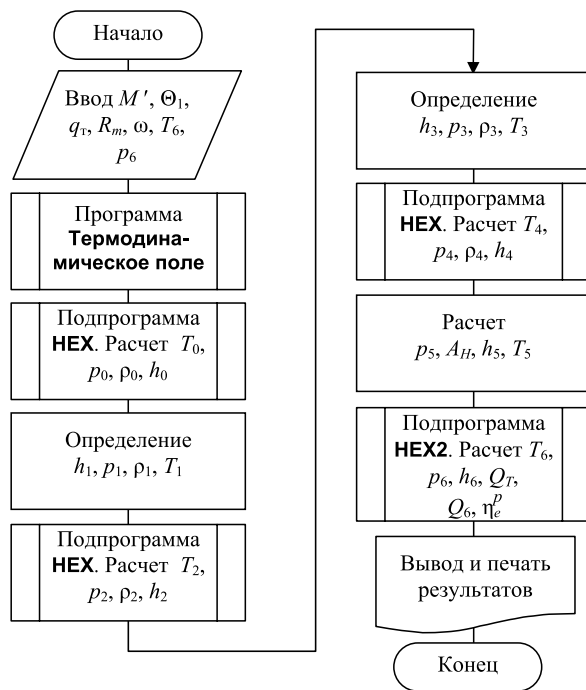 Начало
Ввод M′, Θ₁,
qₜ, Rₘ, ω, T₆,
p₆
Программа
Термодина-
мическое поле
Подпрограмма
HEX. Расчет T₀,
p₀, ρ₀, h₀
Определение
h₁, p₁, ρ₁, T₁
Подпрограмма
HEX. Расчет T₂,
p₂, ρ₂, h₂
Определение
h₃, p₃, ρ₃, T₃
Подпрограмма
HEX. Расчет T₄,
p₄, ρ₄, h₄
Расчет
p₅, A_H, h₅, T₅
Подпрограмма
HEX2. Расчет T₆,
p₆, h₆, Q_T,
Q₆, η_e^p
Вывод и печать
результатов
Конец